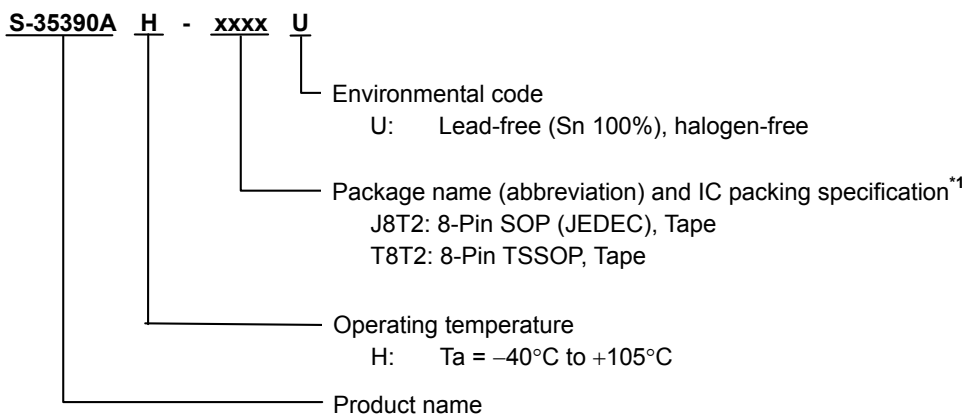 S-35390A H - xxxx U
Environmental code
U: Lead-free (Sn 100%), halogen-free
Package name (abbreviation) and IC packing specification*1
J8T2: 8-Pin SOP (JEDEC), Tape
T8T2: 8-Pin TSSOP, Tape
Operating temperature
H: Ta = −40°C to +105°C
Product name